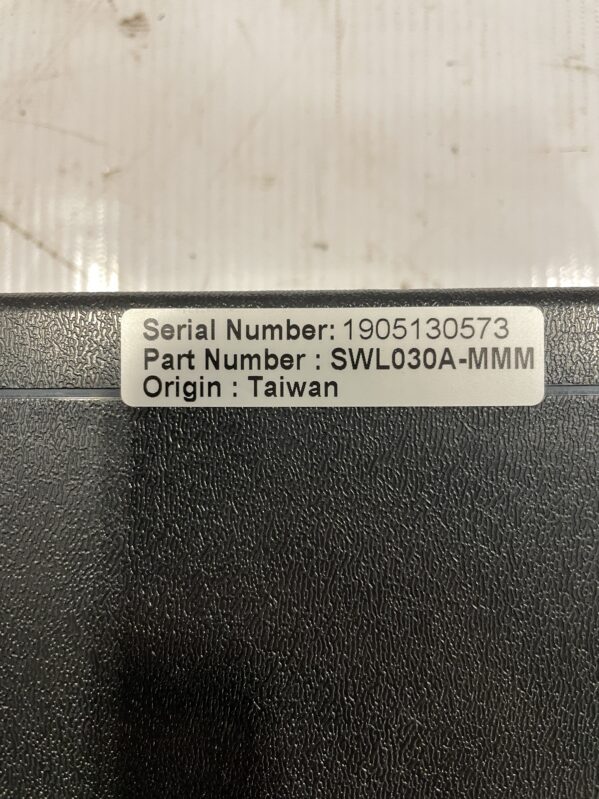 Serial Number: 1905130573
Part Number : SWL030A-MMM
Origin : Taiwan